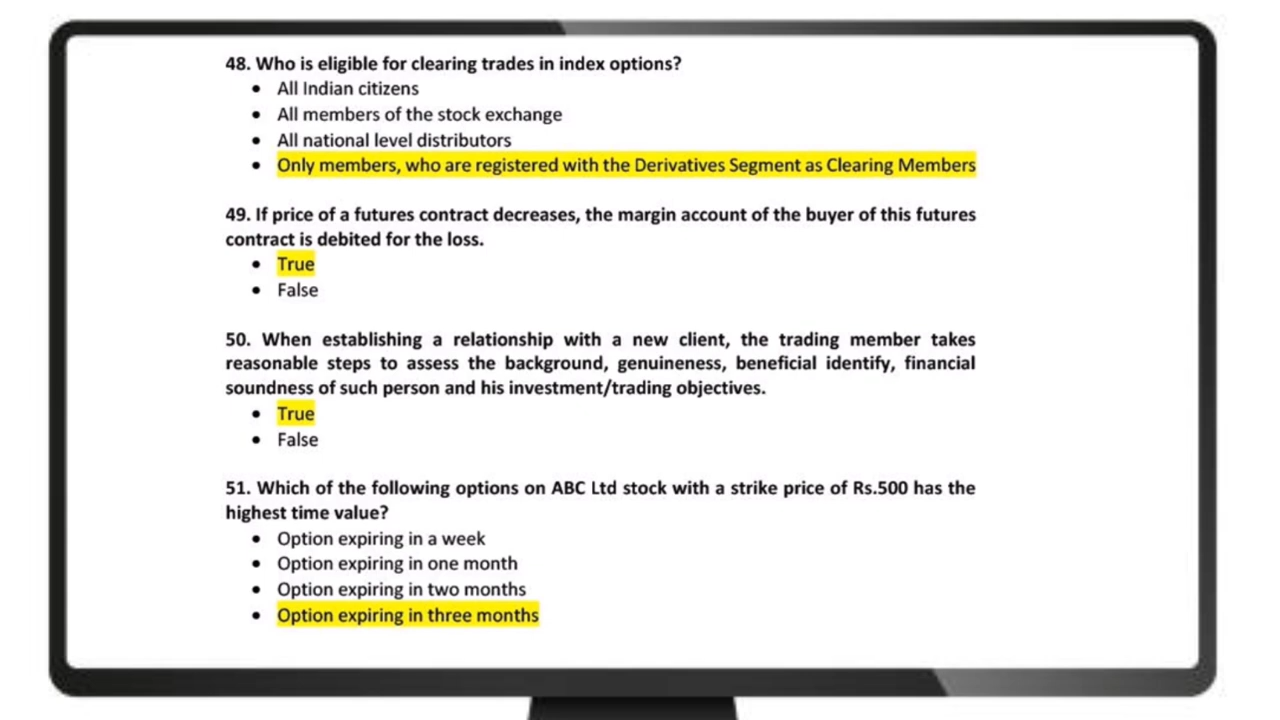 48. Who is eligible for clearing trades in index options?
• All Indian citizens
• All members of the stock exchange
• All national level distributors
• Only members, who are registered with the Derivatives Segment as Clearing Members
49. If price of a futures contract decreases, the margin account of the buyer of this futures
contract is debited for the loss.
• True
• False
50. When establishing a relationship with a new client, the trading member takes
reasonable steps to assess the background, genuineness, beneficial identify, financial
soundness of such person and his investment/trading objectives.
• True
• False
51. Which of the following options on ABC Ltd stock with a strike price of Rs.500 has the
highest time value?
• Option expiring in a week
• Option expiring in one month
• Option expiring in two months
• Option expiring in three months